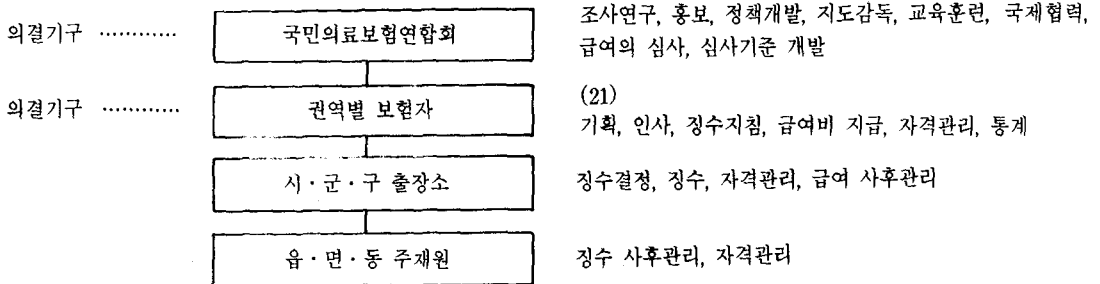 조사연구, 홍보, 정책개발, 지도감독, 교육훈련, 국제협력,
의결기구 ············ 국민의료보험연합회
급여의 심사, 심사기준 개발
(21)
의결기구 ············ 권역별 보험자
기획, 인사, 징수지침, 급여비 지급, 자격관리, 통계
시·군·구 출장소 징수결정, 징수, 자격관리, 급여 사후관리
읍·면·동 주재원 징수 사후관리, 자격관리